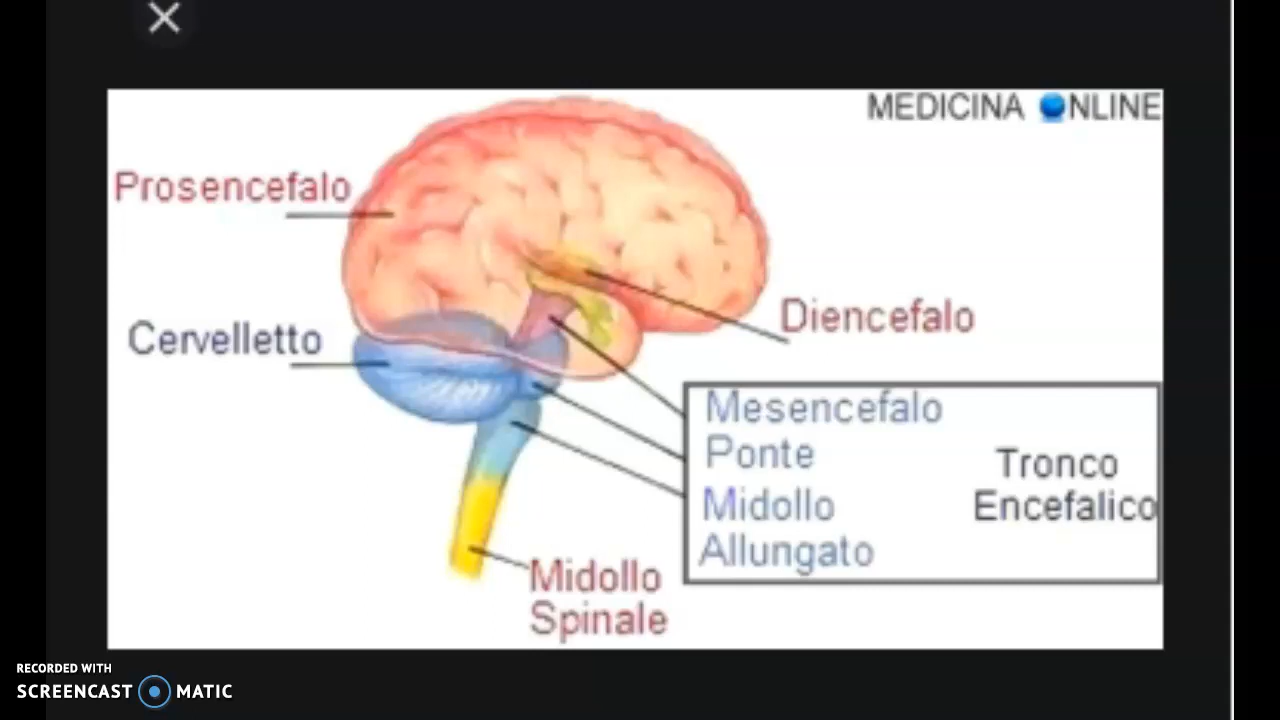 MEDICINA ONLINE
Prosencefalo
Cervelletto
Diencefalo
Mesencefalo
Ponte
Midollo
Allungato
Tronco
Encefalico
Midollo
Spinale
RECORDED WITH
SCREENCAST MATIC